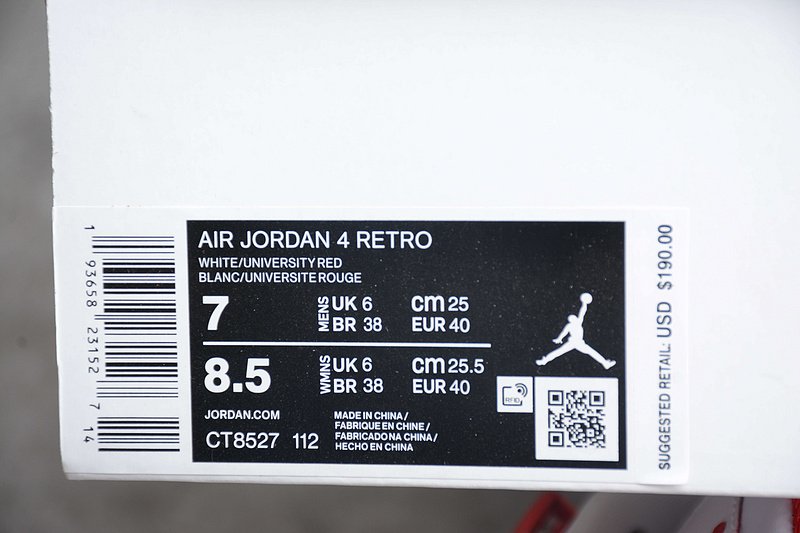 AIR JORDAN 4 RETRO
WHITE/UNIVERSITY RED
BLANC/UNIVERSITE ROUGE
7 MENS UK 6 cm 25
BR 38 EUR 40
8.5 WMNS UK 6 cm 25.5
BR 38 EUR 40
JORDAN.COM
CT8527 112
MADE IN CHINA /
FABRIQUE EN CHINE /
FABRICADO NA CHINA /
HECHO EN CHINA
RFID
1 93658 23152 7 14
SUGGESTED RETAIL: USD $190.00